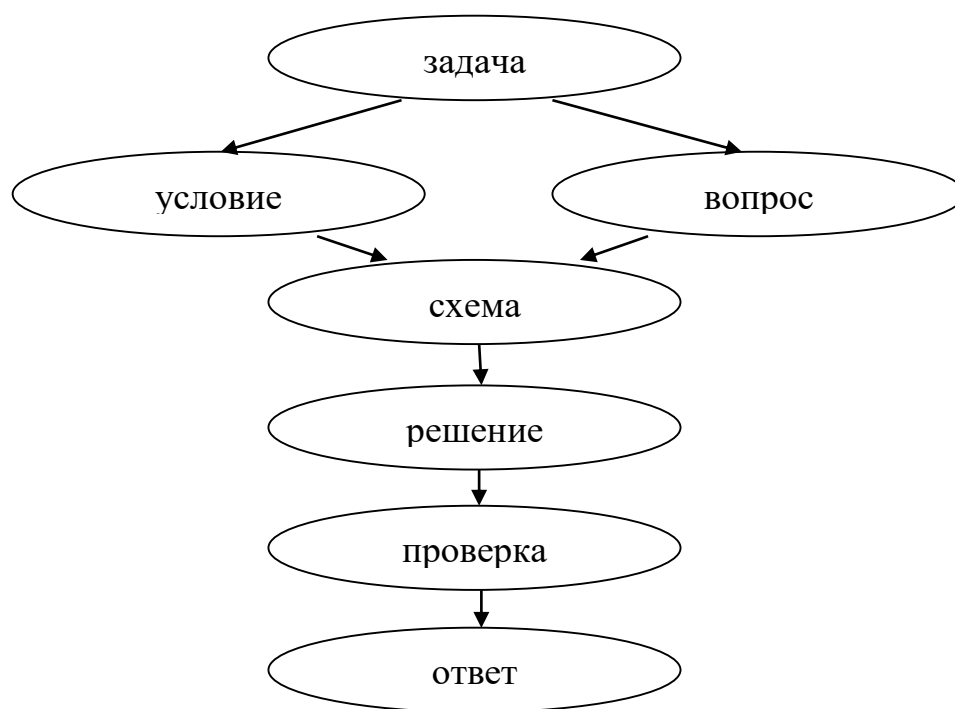 задача
условие
вопрос
схема
решение
проверка
ответ